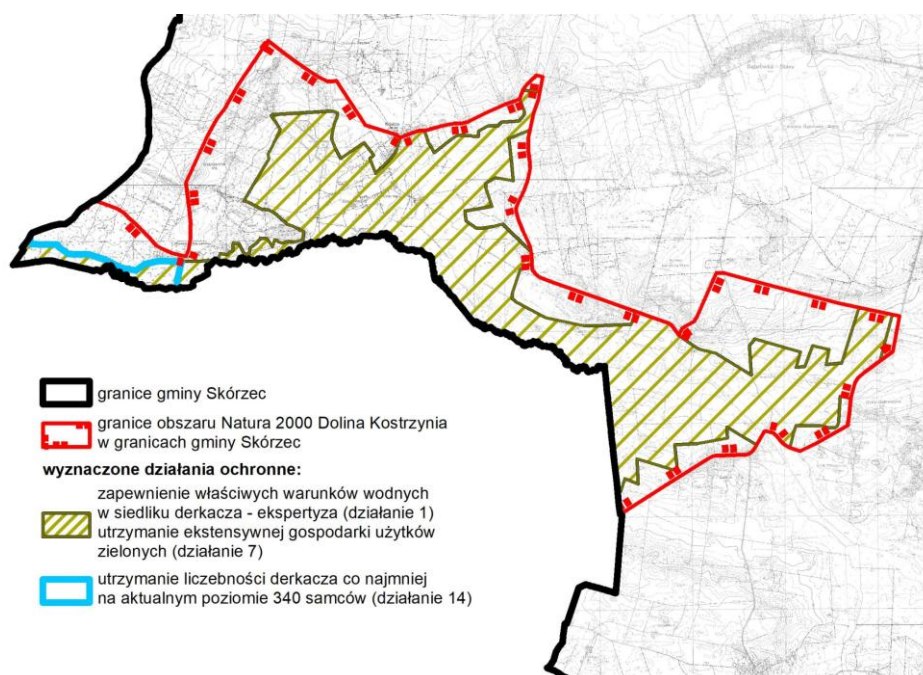 granice gminy Skórzec
granice obszaru Natura 2000 Dolina Kostrzynia
w granicach gminy Skórzec
wyznaczone działania ochronne:
zapewnienie właściwych warunków wodnych
w siedliku derkacza - ekspertyza (działanie 1)
utrzymanie ekstensywnej gospodarki użytków
zielonych (działanie 7)
utrzymanie liczebności derkacza co najmniej
na aktualnym poziomie 340 samców (działanie 14)